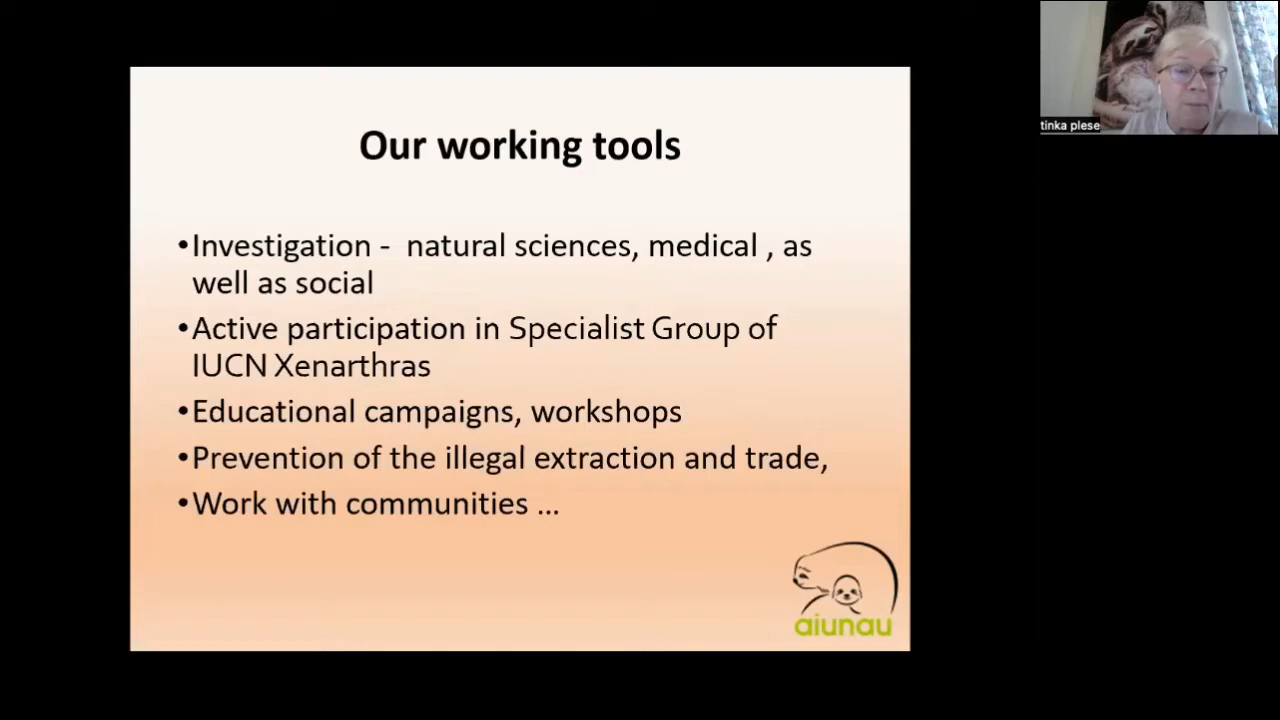 Our working tools
•Investigation -  natural sciences, medical , as
well as social
•Active participation in Specialist Group of
IUCN Xenarthras
•Educational campaigns, workshops
•Prevention of the illegal extraction and trade,
•Work with communities ...
aiunau
tinka plese